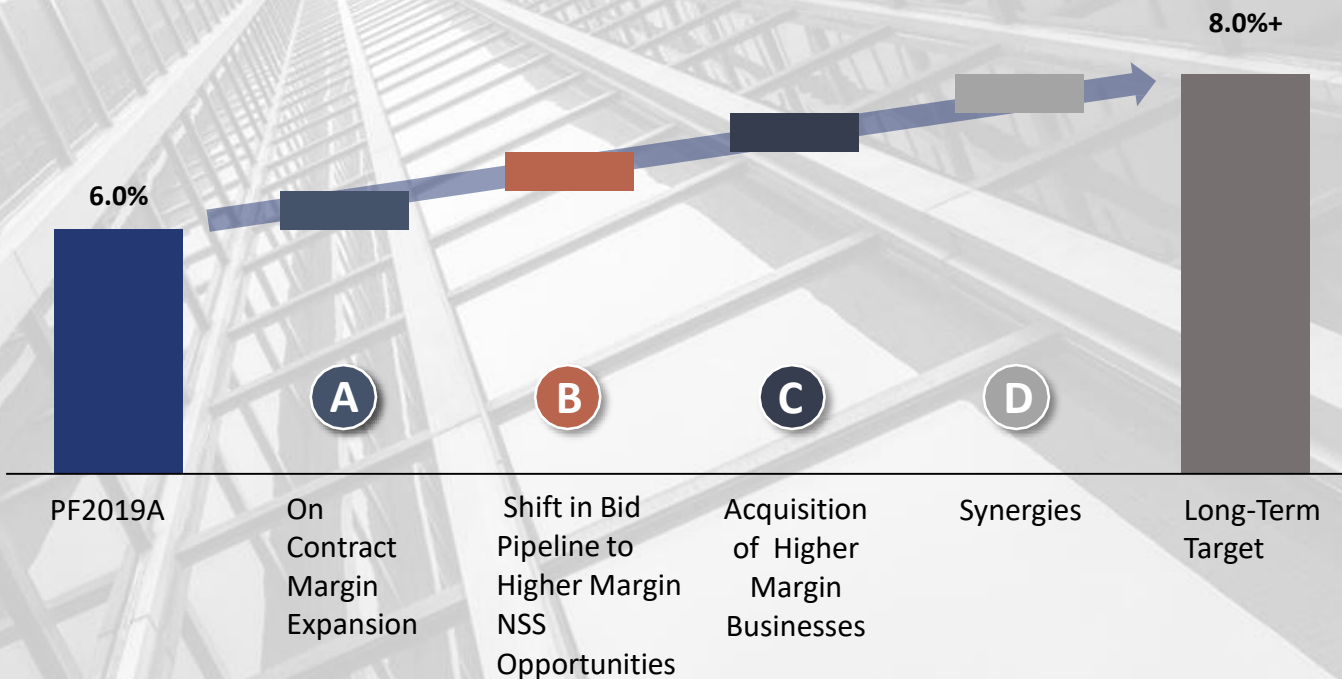 8.0%+
6.0%
A
B
C
D
PF2019A
On
Contract
Margin
Expansion
Shift in Bid
Pipeline to
Higher Margin
NSS
Opportunities
Acquisition
of Higher
Margin
Businesses
Synergies
Long-Term
Target